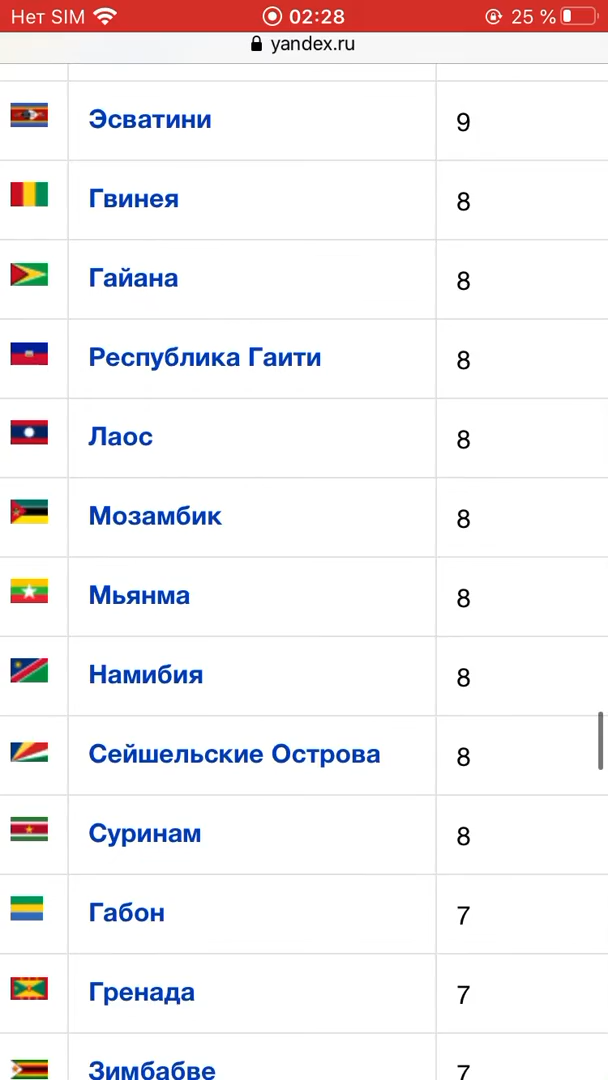 Нет SIM 02:28 25 %
yandex.ru
Эсватини 9
Гвинея 8
Гайана 8
Республика Гаити 8
Лаос 8
Мозамбик 8
Мьянма 8
Намибия 8
Сейшельские Острова 8
Суринам 8
Габон 7
Гренада 7
Зимбабве 7